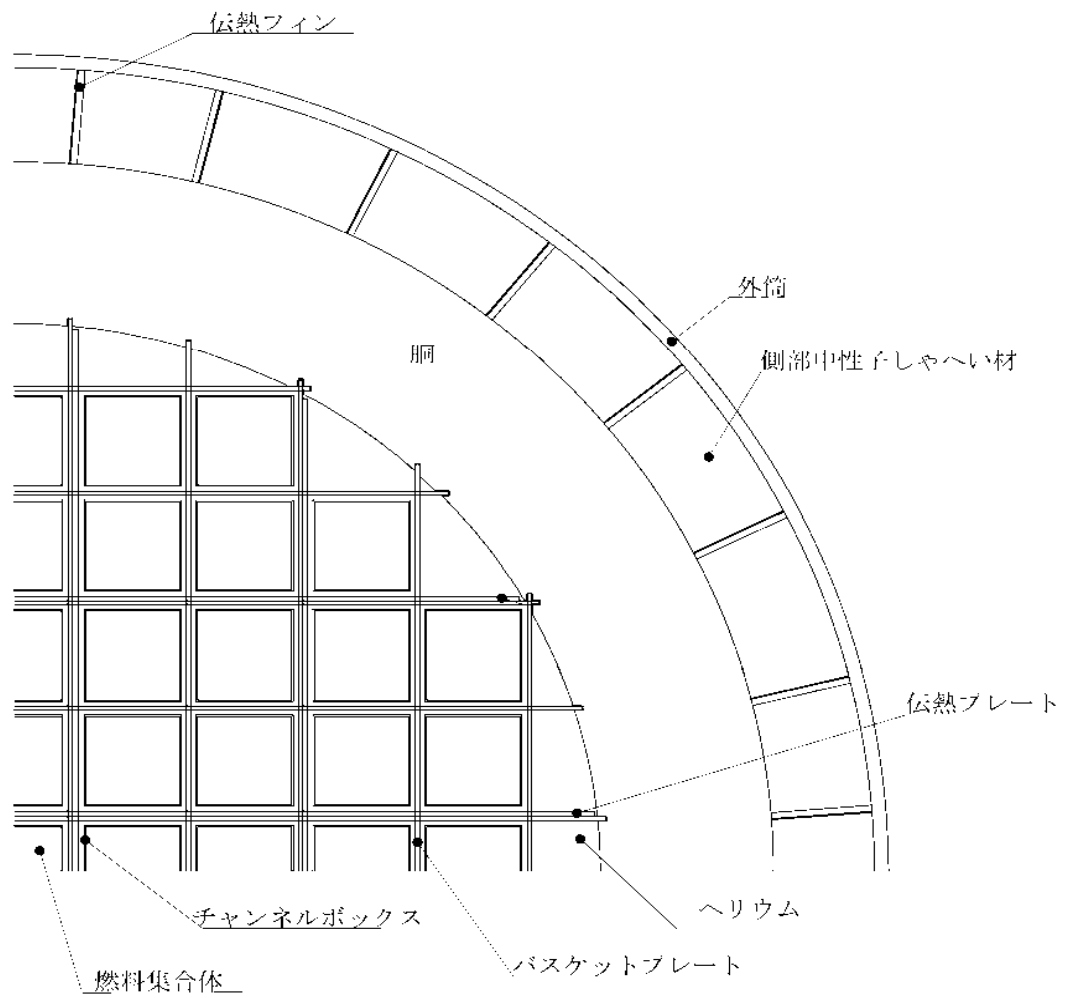 伝熱フィン
外筒
胴
側部中性子しゃへい材
伝熱プレート
ヘリウム
チャンネルボックス
バスケットプレート
燃料集合体